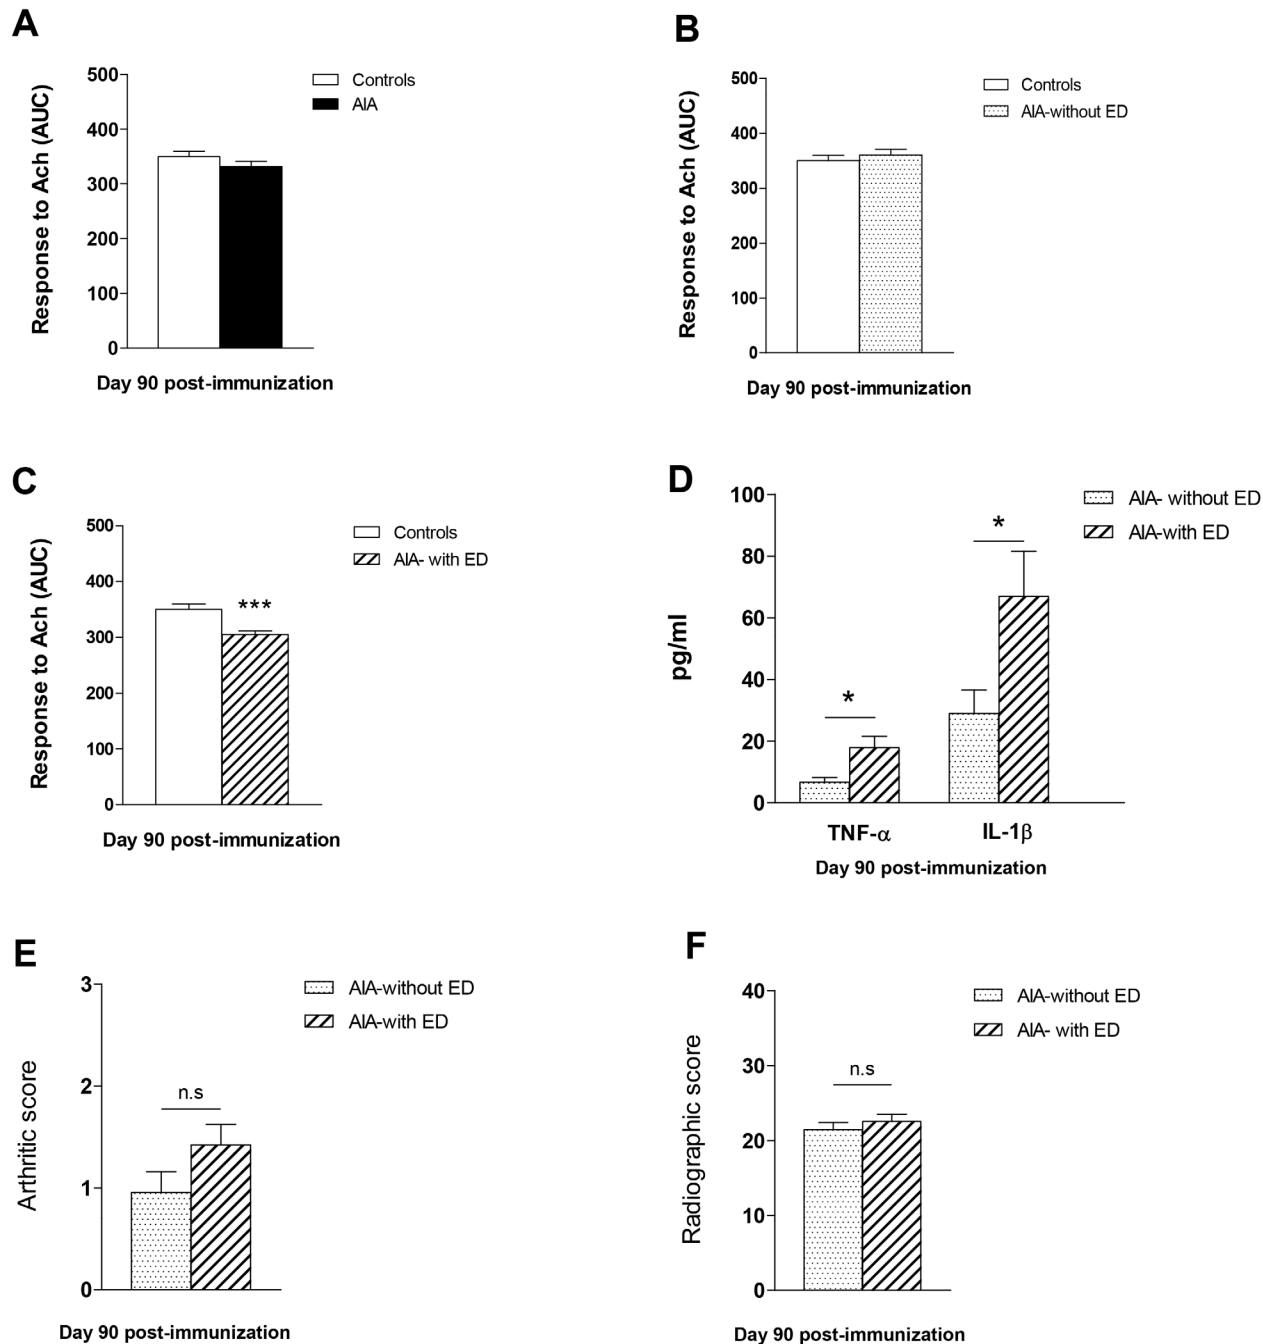 A
Response to Ach (AUC)
500
400
300
200
100
0
Controls
AIA
Day 90 post-immunization
B
Response to Ach (AUC)
500
400
300
200
100
0
Controls
AIA-without ED
Day 90 post-immunization
C
Response to Ach (AUC)
500
400
300
200
100
0
***
Controls
AIA- with ED
Day 90 post-immunization
D
pg/ml
100
80
60
40
20
0
*
*
AIA- without ED
AIA-with ED
TNF-α
IL-1β
Day 90 post-immunization
E
Arthritic score
3
2
1
0
n.s
AIA-without ED
AIA-with ED
Day 90 post-immunization
F
Radiographic score
40
30
20
10
0
n.s
AIA-without ED
AIA- with ED
Day 90 post-immunization